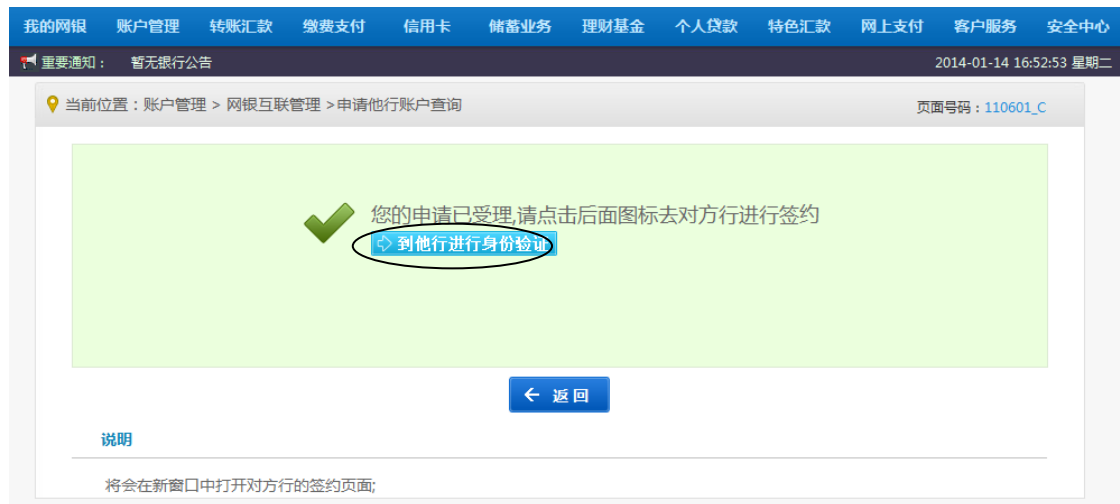 我的网银 账户管理 转账汇款 缴费支付 信用卡 储蓄业务 理财基金 个人贷款 特色汇款 网上支付 客户服务 安全中心
重要通知： 暂无银行公告 2014-01-14 16:52:53 星期二
当前位置：账户管理 > 网银互联管理 >申请他行账户查询 页面号码：110601_C
您的申请已受理,请点击后面图标去对方行进行签约
到他行进行身份验证
返回
说明
将会在新窗口中打开对方行的签约页面;